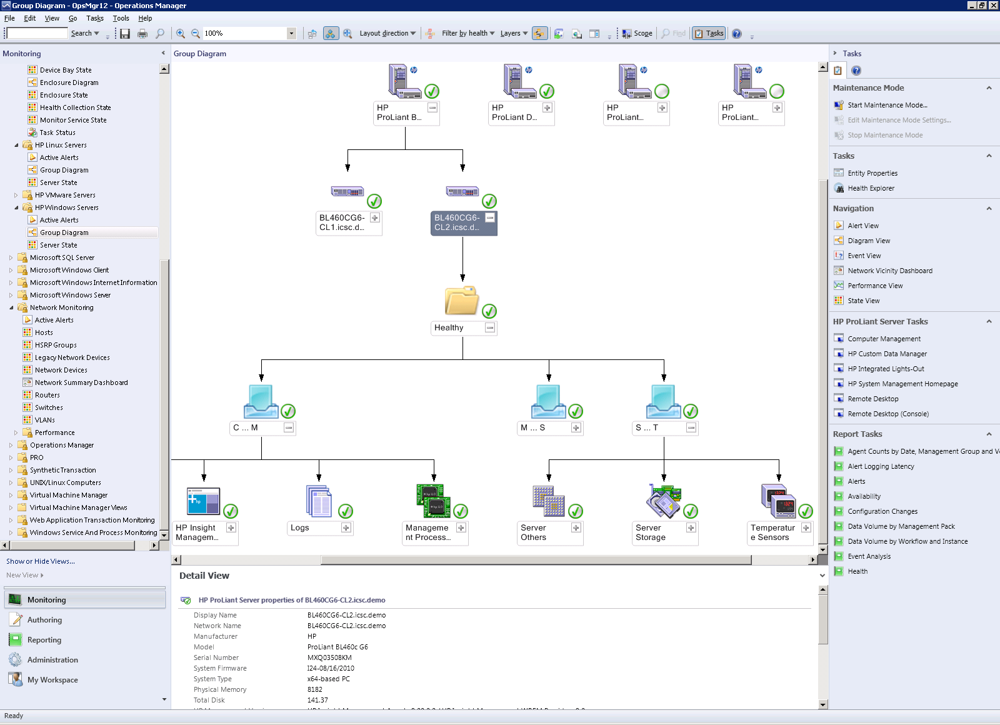 Group Diagram - OpsMgr12 - Operations Manager
File Edit View Go Tasks Tools Help
Search 100% Layout direction Filter by health Layers Scope Find Tasks
Monitoring
Device Bay State
Enclosure Diagram
Enclosure State
Health Collection State
Monitor Service State
Task Status
HP Linux Servers
Active Alerts
Group Diagram
Server State
HP VMware Servers
HP Windows Servers
Active Alerts
Group Diagram
Server State
Microsoft SQL Server
Microsoft Windows Client
Microsoft Windows Internet Information
Microsoft Windows Server
Network Monitoring
Active Alerts
Hosts
HSRP Groups
Legacy Network Devices
Network Devices
Network Summary Dashboard
Routers
Switches
VLANs
Performance
Operations Manager
PRO
Synthetic Transaction
UNIX/Linux Computers
Virtual Machine Manager
Virtual Machine Manager Views
Web Application Transaction Monitoring
Windows Service And Process Monitoring
Show or Hide Views...
New View
Monitoring
Authoring
Reporting
Administration
My Workspace
Group Diagram
HP
ProLiant B...
HP
ProLiant D...
HP
ProLiant...
HP
ProLiant...
BL460CG6-
CL1.icsc.d...
BL460CG6-
CL2.icsc.d...
Healthy
C ... M
M ... S
S ... T
HP Insight
Managem...
Logs
Manageme
nt Process...
Server
Others
Server
Storage
Temperatur
e Sensors
Detail View
HP ProLiant Server properties of BL460CG6-CL2.icsc.demo
Display Name BL460CG6-CL2.icsc.demo
Network Name BL460CG6-CL2.icsc.demo
Manufacturer HP
Model ProLiant BL460c G6
Serial Number MXQ03508KM
System Firmware I24-08/16/2010
System Type x64-based PC
Physical Memory 8182
Total Disk 141.37
Tasks
Maintenance Mode
Start Maintenance Mode...
Edit Maintenance Mode Settings...
Stop Maintenance Mode
Tasks
Entity Properties
Health Explorer
Navigation
Alert View
Diagram View
Event View
Network Vicinity Dashboard
Performance View
State View
HP ProLiant Server Tasks
Computer Management
HP Custom Data Manager
HP Integrated Lights-Out
HP System Management Homepage
Remote Desktop
Remote Desktop (Console)
Report Tasks
Agent Counts by Date, Management Group and V
Alert Logging Latency
Alerts
Availability
Configuration Changes
Data Volume by Management Pack
Data Volume by Workflow and Instance
Event Analysis
Health
Ready